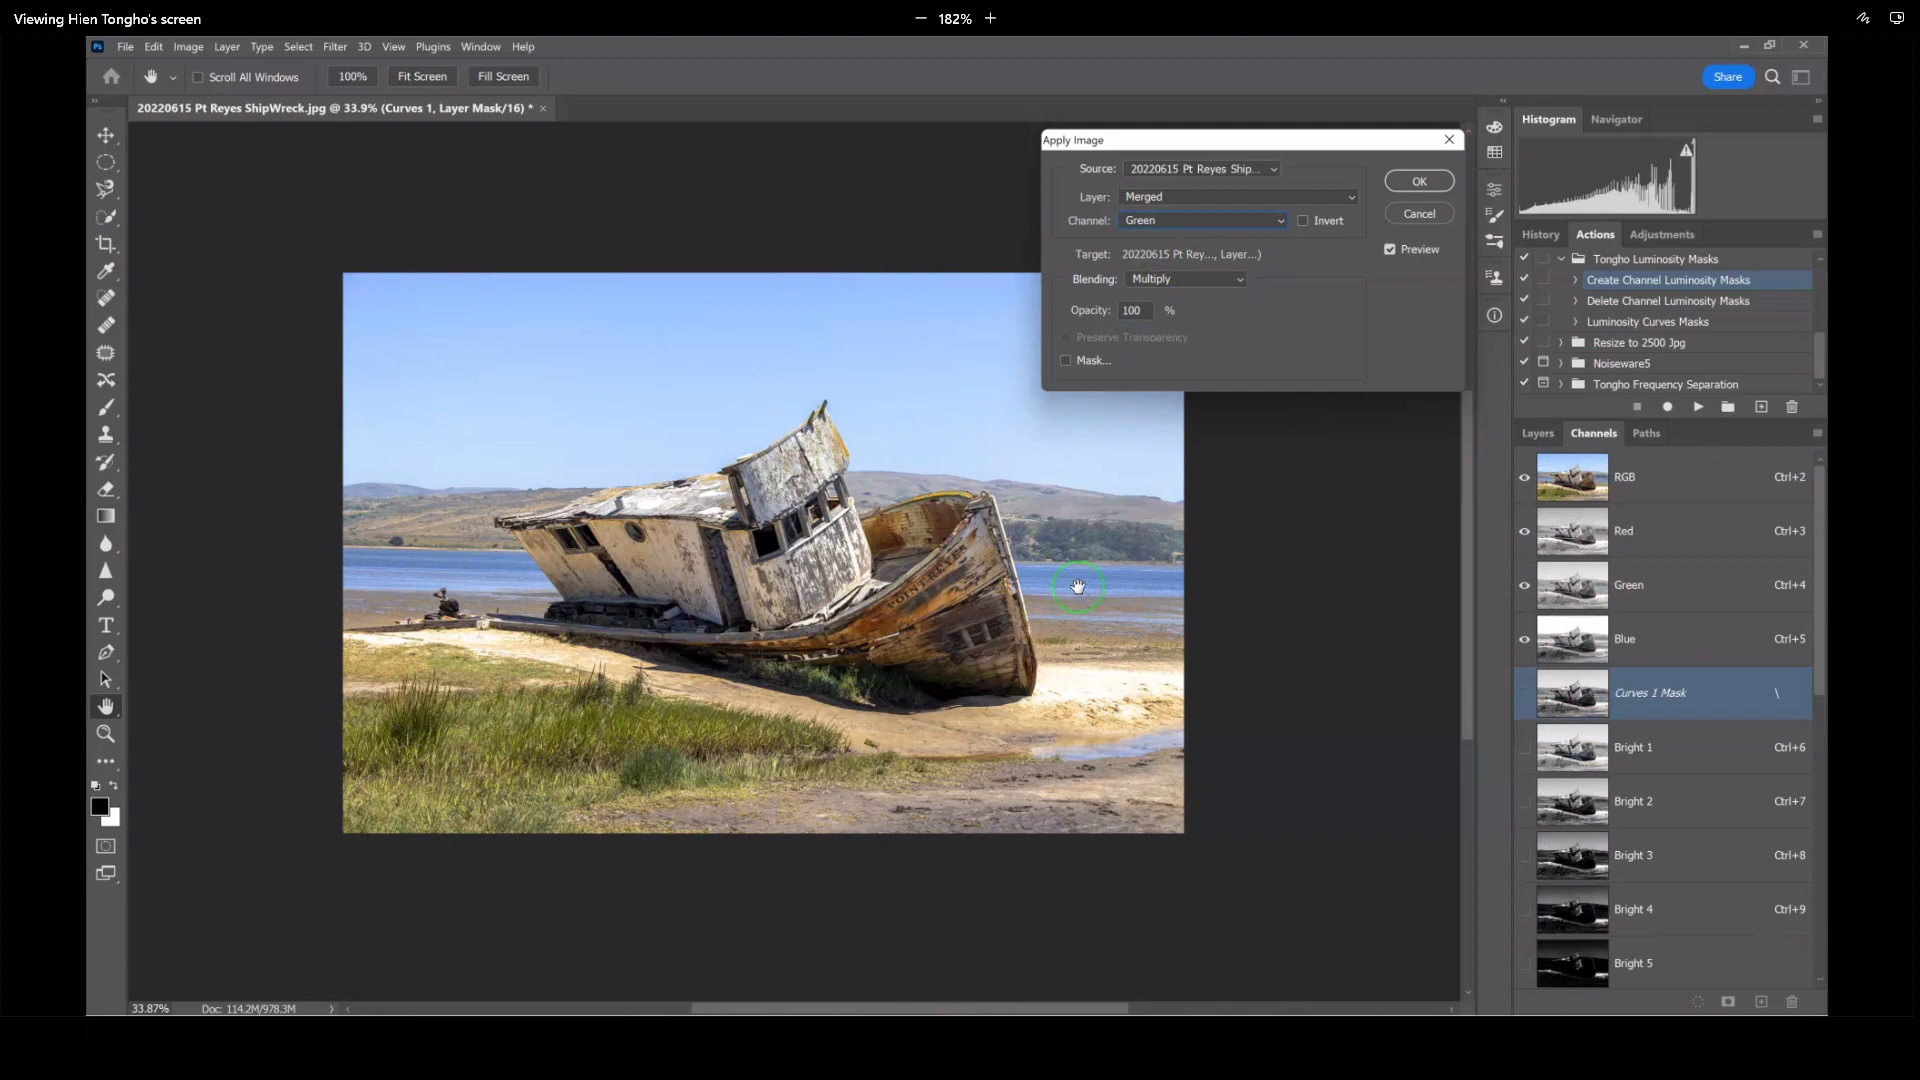 Viewing Hien Tongho's screen
182%
Ps File Edit Image Layer Type Select Filter 3D View Plugins Window Help
Scroll All Windows 100% Fit Screen Fill Screen Share
20220615 Pt Reyes ShipWreck.jpg @ 33.9% (Curves 1, Layer Mask/16) *
Apply Image
Source: 20220615 Pt Reyes Ship...
OK
Layer: Merged
Cancel
Channel: Green Invert
Preview
Target: 20220615 Pt Rey..., Layer...)
Blending: Multiply
Opacity: 100 %
Preserve Transparency
Mask...
POINT REYES
Histogram Navigator
History Actions Adjustments
Tongho Luminosity Masks
Create Channel Luminosity Masks
Delete Channel Luminosity Masks
Luminosity Curves Masks
Resize to 2500 Jpg
Noiseware5
Tongho Frequency Separation
Layers Channels Paths
RGB Ctrl+2
Red Ctrl+3
Green Ctrl+4
Blue Ctrl+5
Curves 1 Mask \
Bright 1 Ctrl+6
Bright 2 Ctrl+7
Bright 3 Ctrl+8
Bright 4 Ctrl+9
Bright 5
33.87% Doc: 114.2M/978.3M